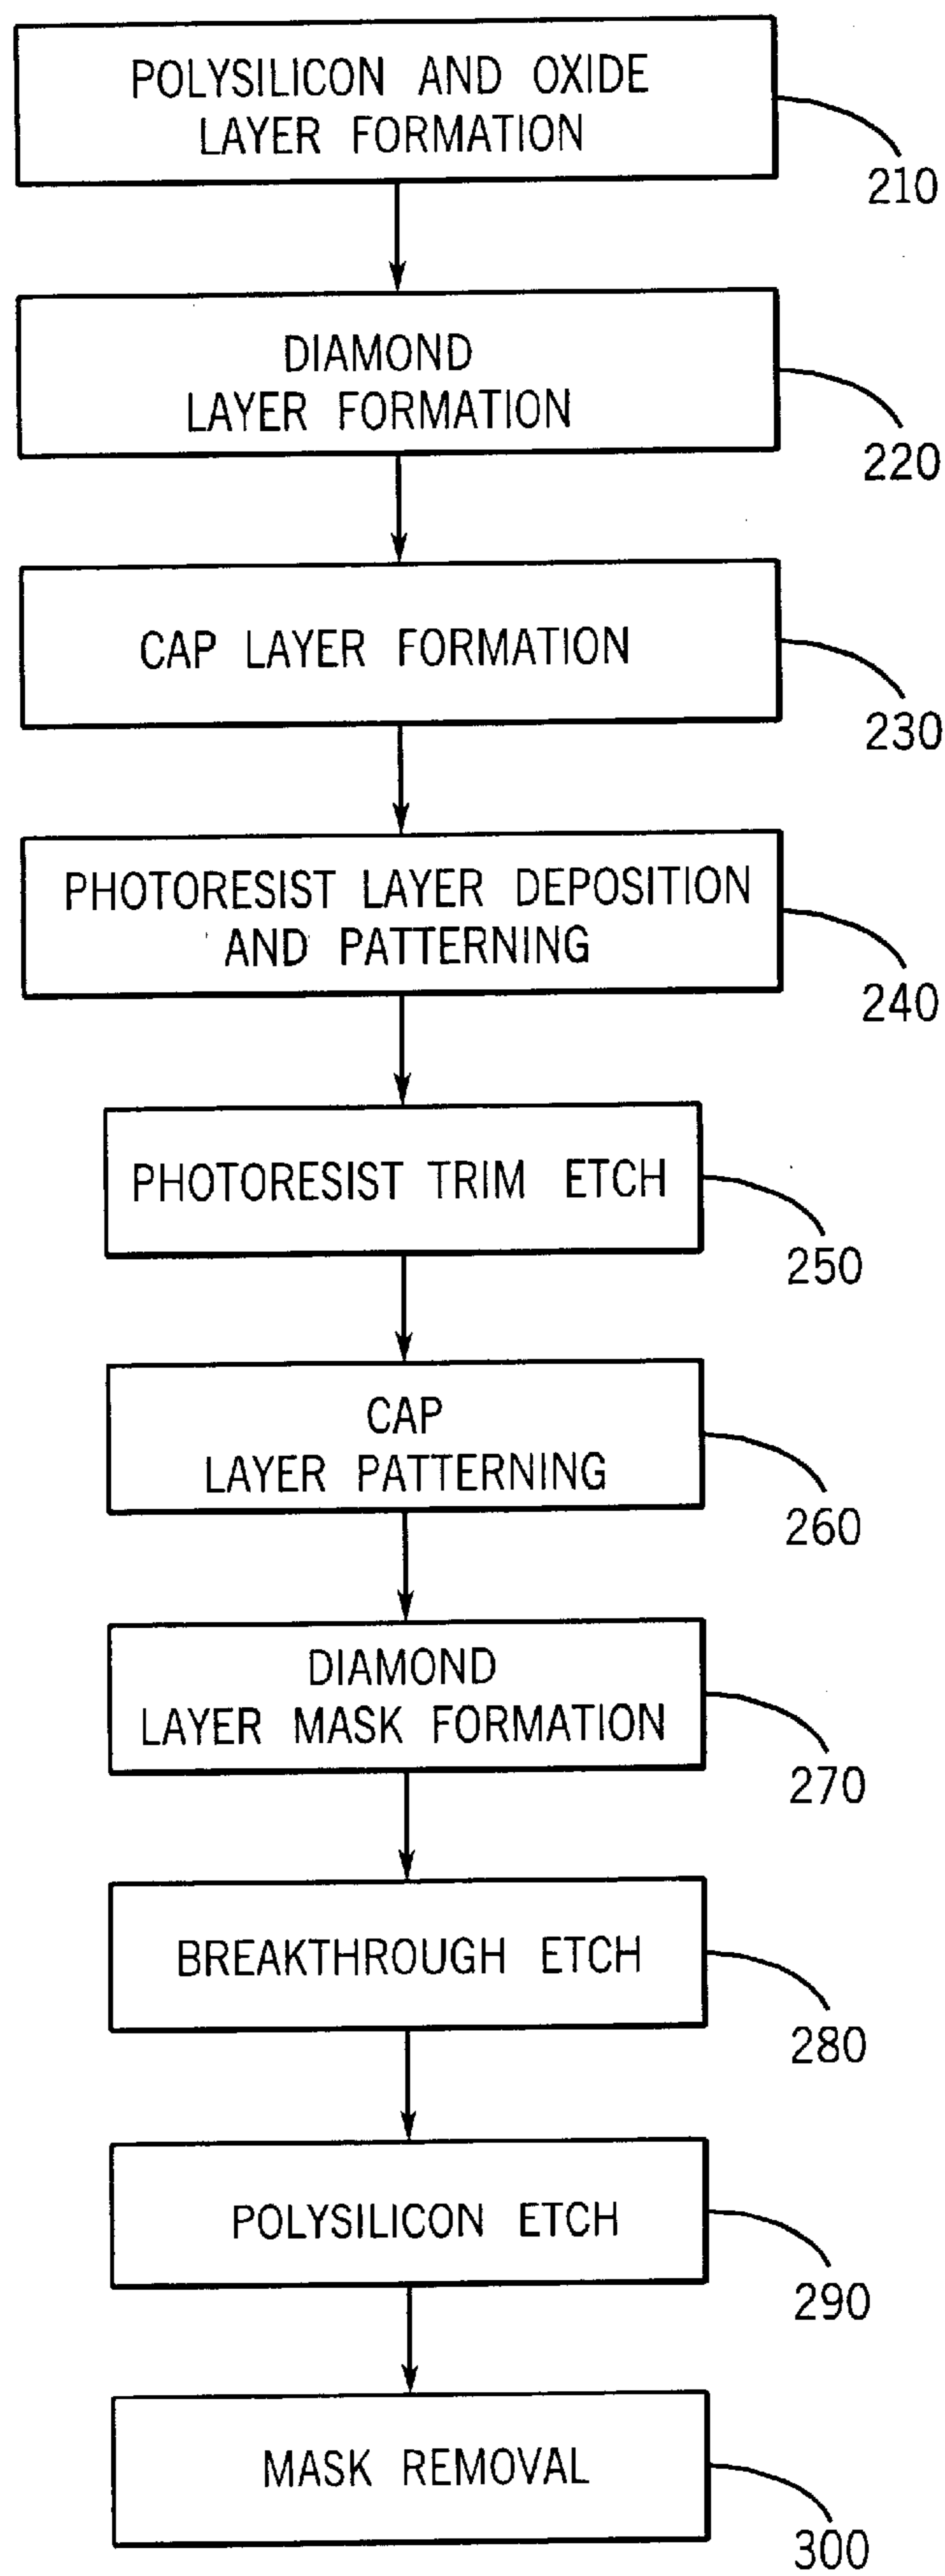 POLYSILICON AND OXIDE
LAYER FORMATION
210
DIAMOND
LAYER FORMATION
220
CAP LAYER FORMATION
230
PHOTORESIST LAYER DEPOSITION
AND PATTERNING
240
PHOTORESIST TRIM ETCH
250
CAP
LAYER PATTERNING
260
DIAMOND
LAYER MASK FORMATION
270
BREAKTHROUGH ETCH
280
POLYSILICON ETCH
290
MASK REMOVAL
300